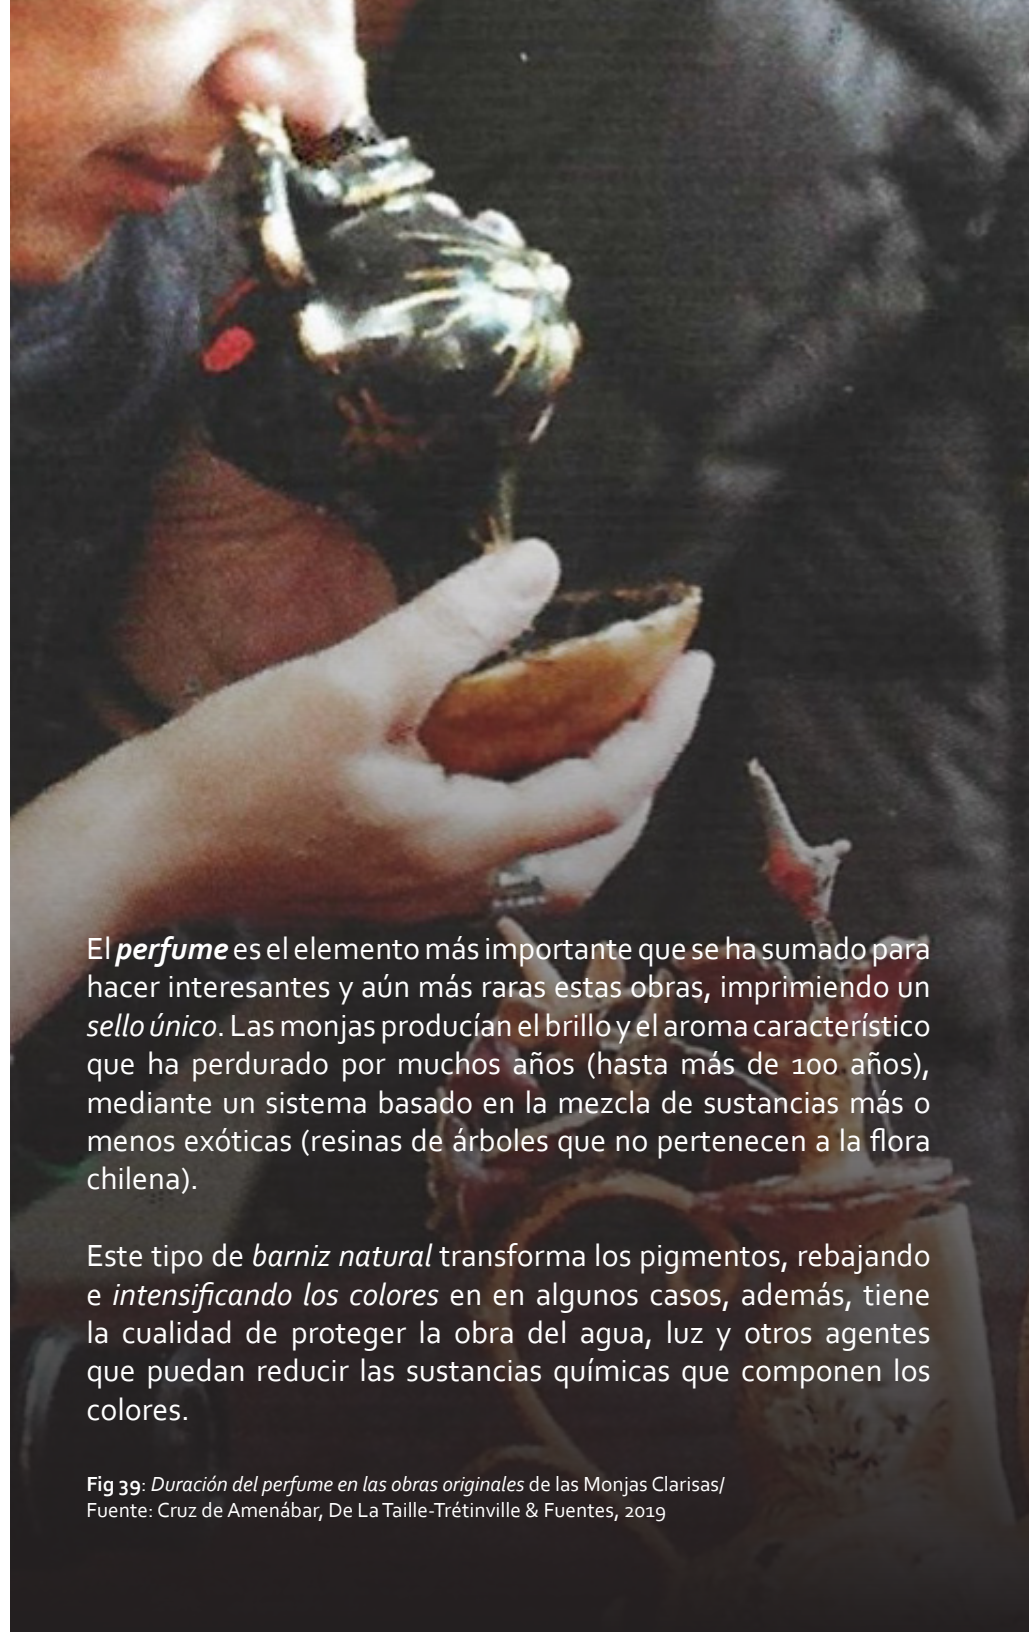 El perfume es el elemento más importante que se ha sumado para
hacer interesantes y aún más raras estas obras, imprimiendo un
sello único. Las monjas producían el brillo y el aroma característico
que ha perdurado por muchos años (hasta más de 100 años),
mediante un sistema basado en la mezcla de sustancias más o
menos exóticas (resinas de árboles que no pertenecen a la flora
chilena).
Este tipo de barniz natural transforma los pigmentos, rebajando
e intensificando los colores en en algunos casos, además, tiene
la cualidad de proteger la obra del agua, luz y otros agentes
que puedan reducir las sustancias químicas que componen los
colores.
Fig 39: Duración del perfume en las obras originales de las Monjas Clarisas/
Fuente: Cruz de Amenábar, De La Taille-Trétinville & Fuentes, 2019